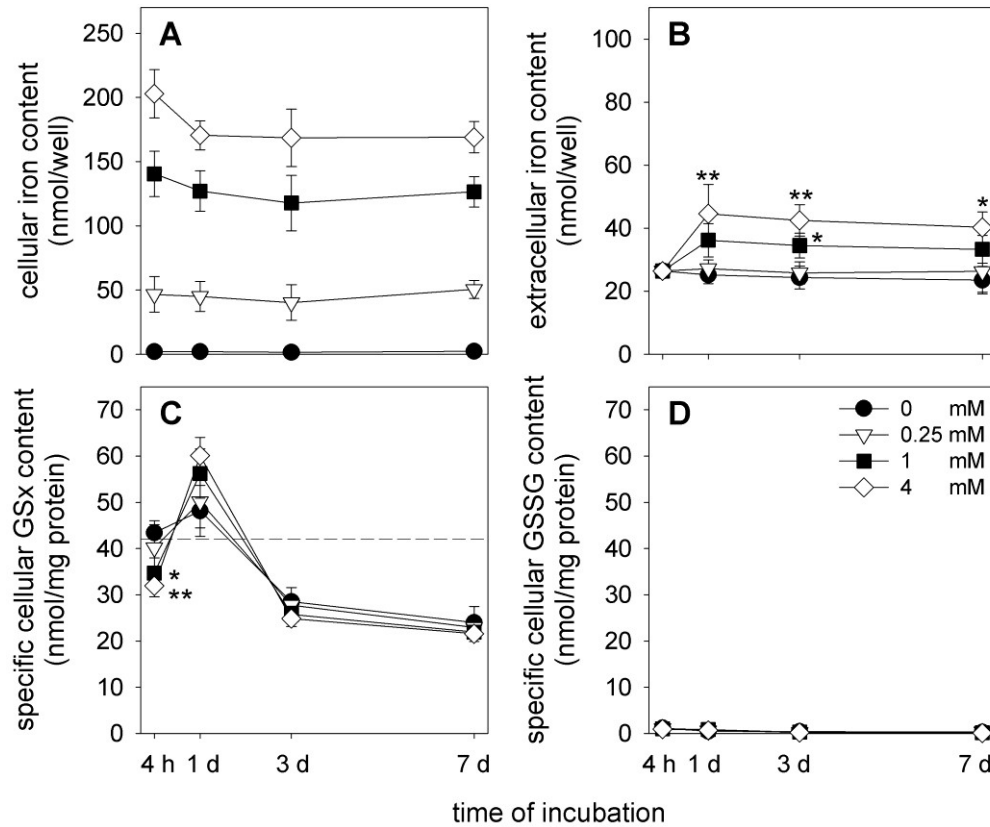 A
cellular iron content
(nmol/well)
250
200
150
100
50
0
B
extracellular iron content
(nmol/well)
100
80
60
40
20
0
**
**
*
*
C
specific cellular GSx content
(nmol/mg protein)
70
60
50
40
30
20
10
0
*
**
4 h
1 d
3 d
7 d
D
specific cellular GSSG content
(nmol/mg protein)
70
60
50
40
30
20
10
0
0 mM
0.25 mM
1 mM
4 mM
4 h
1 d
3 d
7 d
time of incubation